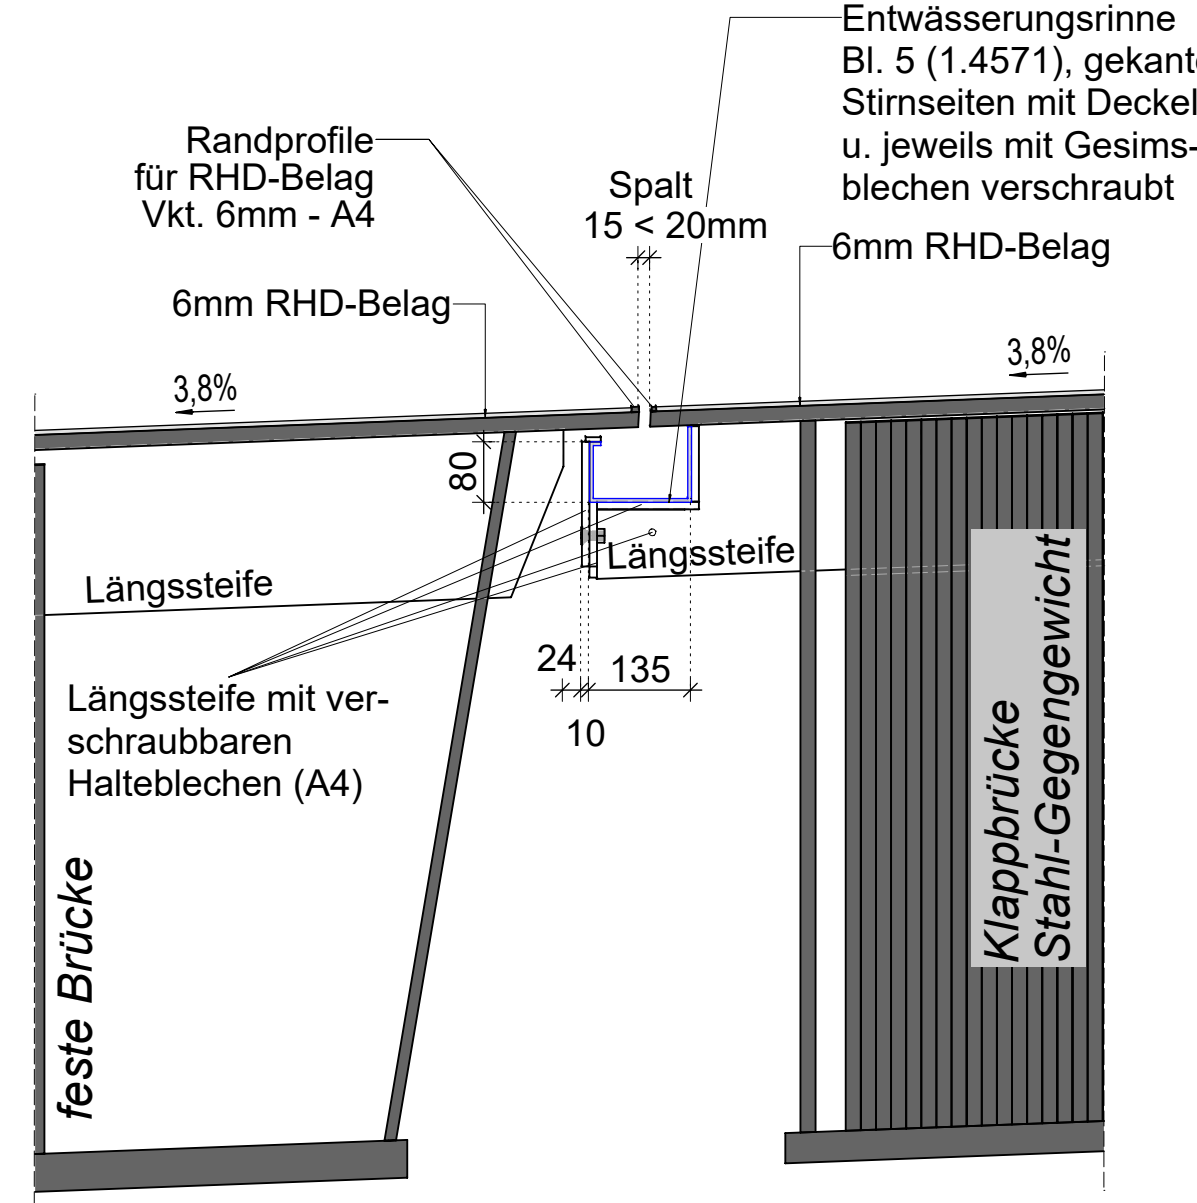 Entwässerungsrinne
Bl. 5 (1.4571), gekante
Stirnseiten mit Deckel
u. jeweils mit Gesims-
blechen verschraubt
Randprofile
für RHD-Belag
Vkt. 6mm - A4
Spalt
15 < 20mm
6mm RHD-Belag
6mm RHD-Belag
3,8%
3,8%
80
Längssteife
Längssteife
24
135
10
Längssteife mit ver-
schraubbaren
Halteblechen (A4)
feste Brücke
Klappbrücke
Stahl-Gegengewicht